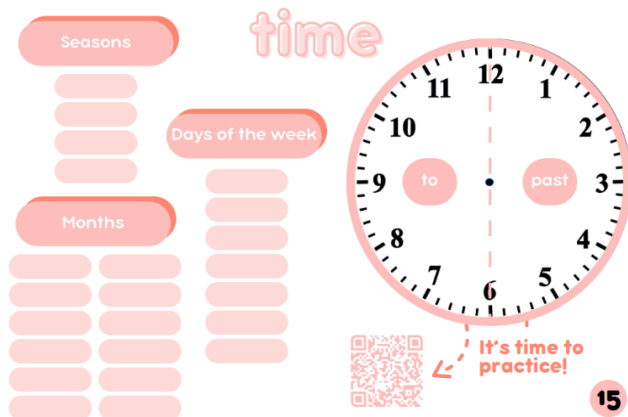 time
Seasons
Days of the week
Months
12
1
2
3
4
5
6
7
8
9
10
11
to
past
It's time to
practice!
15